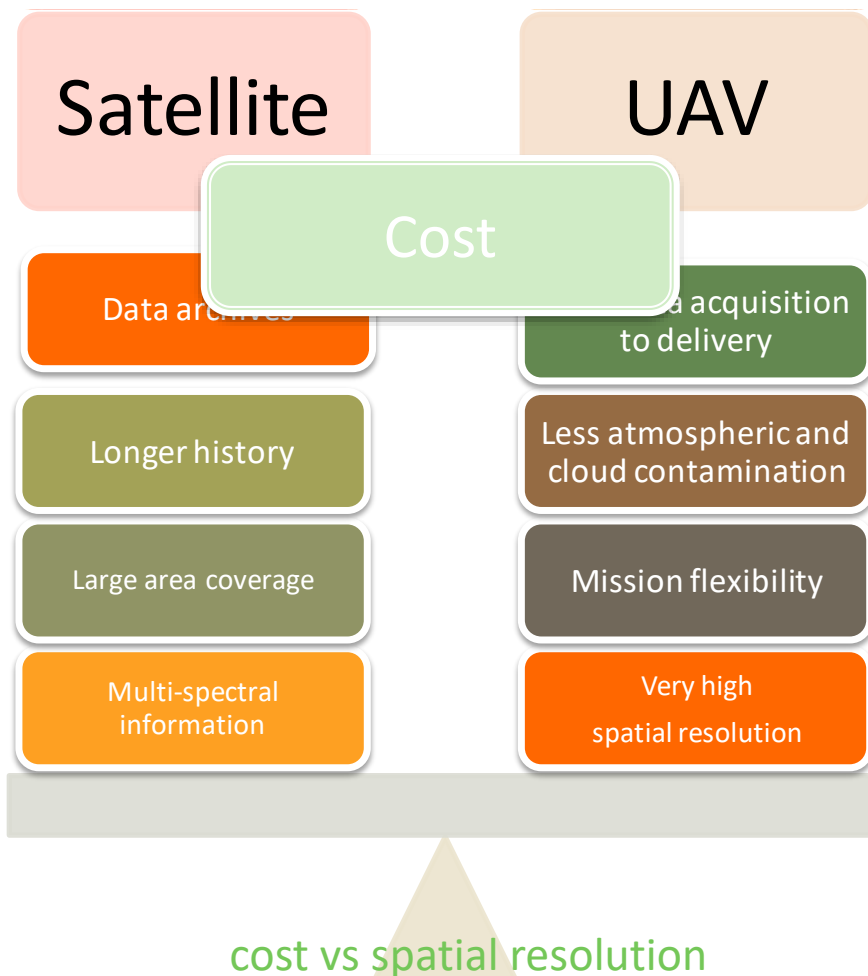 Satellite
UAV
Cost
Data archives
acquisition
to delivery
Longer history
Less atmospheric and
cloud contamination
Large area coverage
Mission flexibility
Multi-spectral
information
Very high
spatial resolution
cost vs spatial resolution